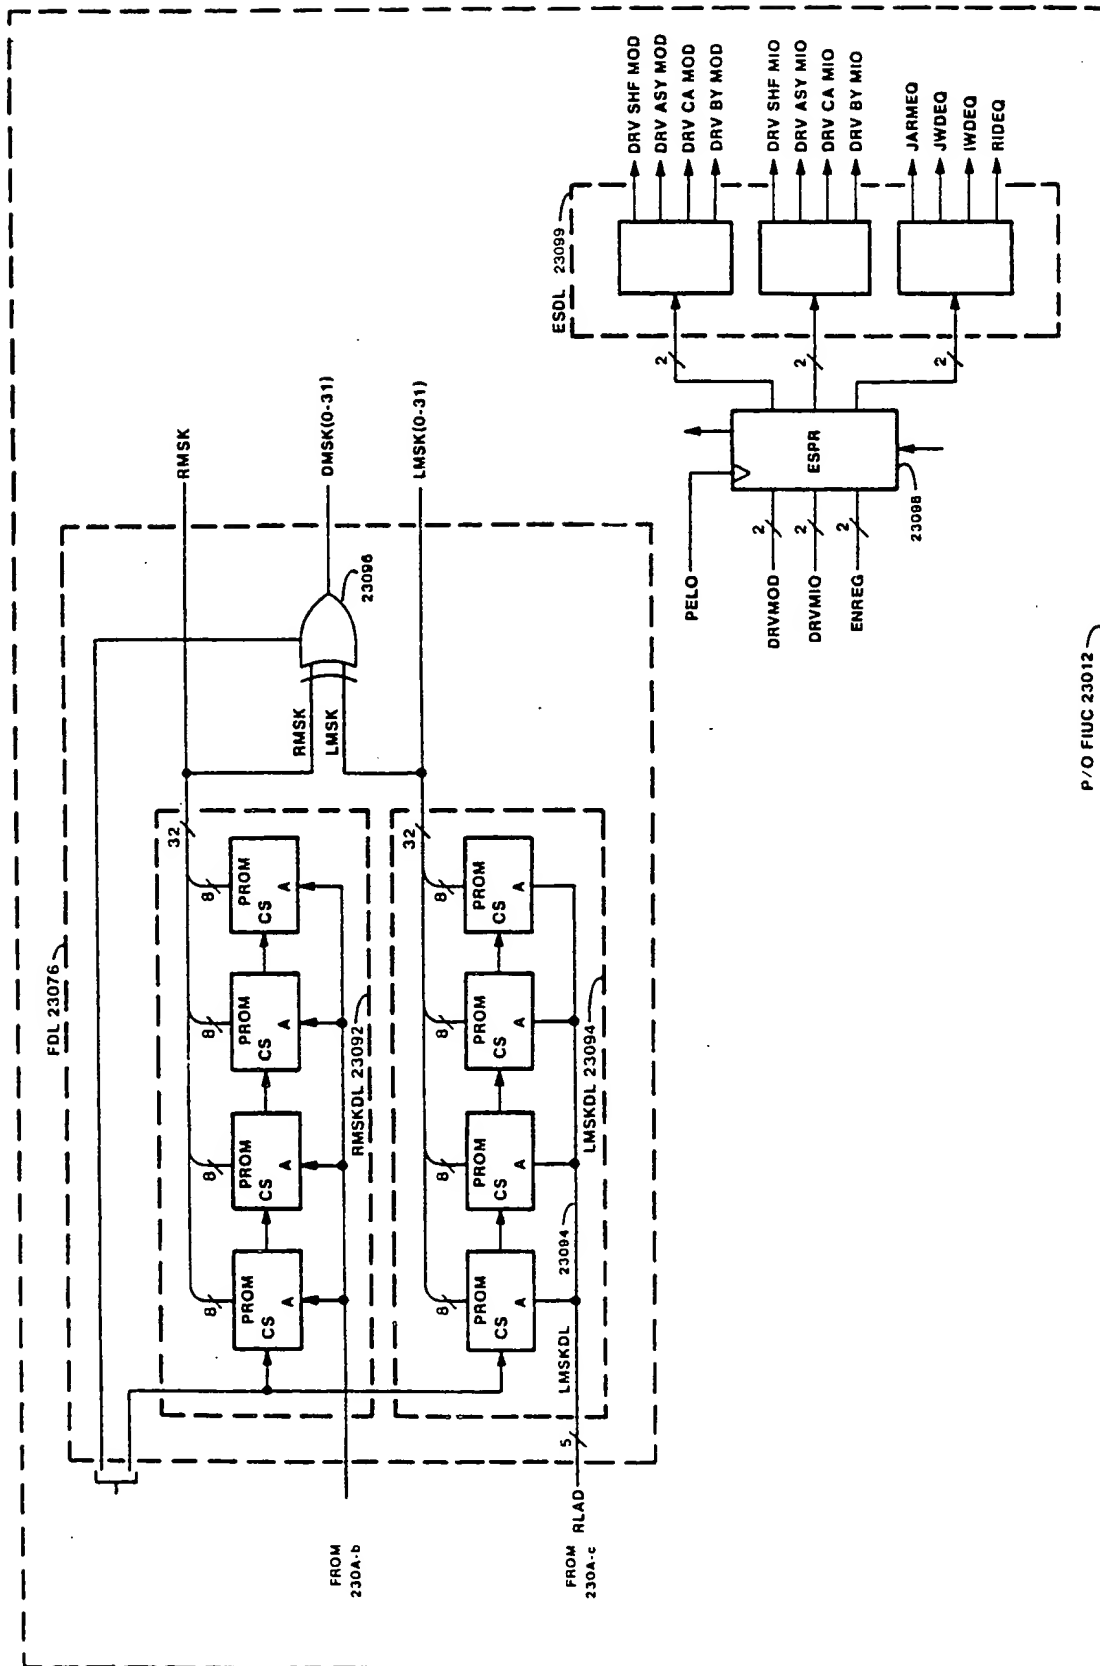 FDL 23076
RMSK
DMSK(0-31)
LMSK(0-31)
RMSK
LMSK
23096
32
8
8
8
8
PROM
CS
A
PROM
CS
A
PROM
CS
A
PROM
CS
A
RMSKDL 23092
FROM
230A-b
32
8
8
8
8
PROM
CS
A
PROM
CS
A
PROM
CS
A
PROM
CS
A
LMSKDL
23094
LMSKDL 23094
5
RLAD
FROM
230A-c
PELO
DRVMOD
DRVMIO
ENREG
2
2
2
ESPR
23098
2
2
2
ESDL 23099
DRV SHF MOD
DRV ASY MOD
DRV CA MOD
DRV BY MOD
DRV SHF MIO
DRV ASY MIO
DRV CA MIO
DRV BY MIO
JARMEQ
JWDEQ
IWDEQ
RIDEQ
P/O FIUC 23012